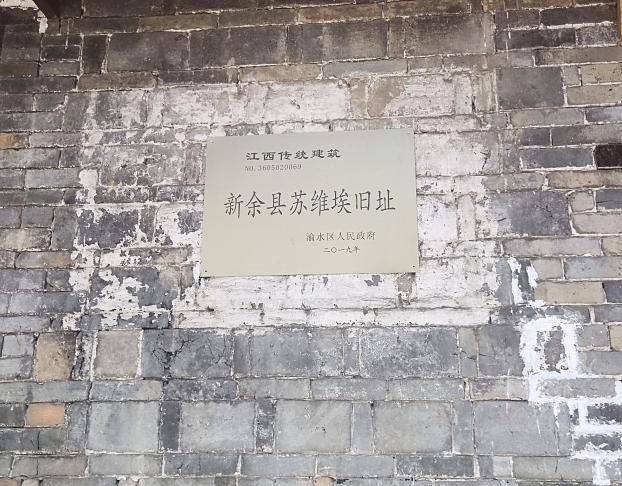 江西传统建筑
NO.3605020069
新余县苏维埃旧址
渝水区人民政府
二〇一九年